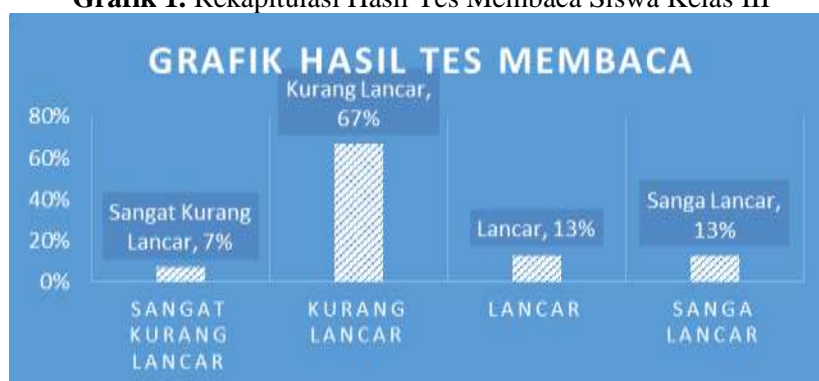 Grafik 1. Rekapitulasi Hasil Tes Membaca Siswa Kelas III
GRAFIK HASIL TES MEMBACA
80%
60%
40%
20%
0%
Sangat Kurang
Lancar, 7%
Kurang Lancar,
67%
Lancar, 13%
Sanga Lancar,
13%
SANGAT
KURANG
LANCAR
KURANG
LANCAR
LANCAR
SANGA
LANCAR